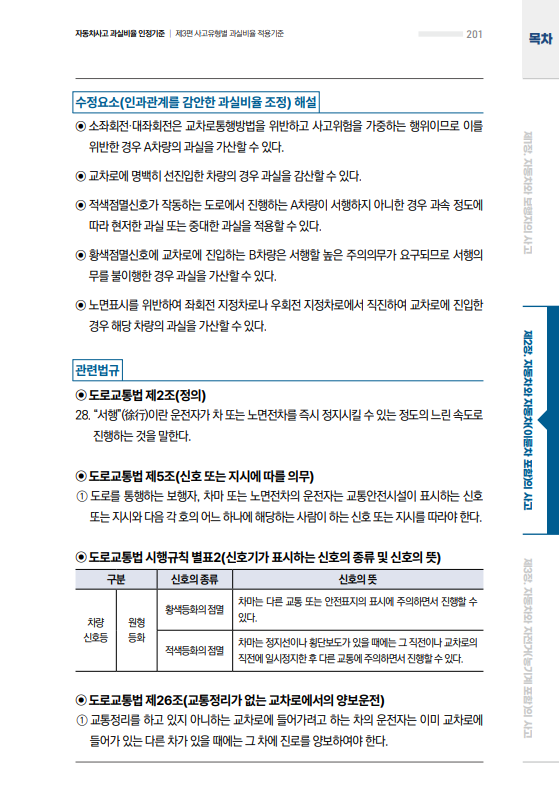 자동차사고 과실비율 인정기준 | 제3편 사고유형별 과실비율 적용기준
201
목차
수정요소(인과관계를 감안한 과실비율 조정) 해설
◉ 소좌회전·대좌회전은 교차로통행방법을 위반하고 사고위험을 가중하는 행위이므로 이를
위반한 경우 A차량의 과실을 가산할 수 있다.
◉ 교차로에 명백히 선진입한 차량의 경우 과실을 감산할 수 있다.
◉ 적색점멸신호가 작동하는 도로에서 진행하는 A차량이 서행하지 아니한 경우 과속 정도에
따라 현저한 과실 또는 중대한 과실을 적용할 수 있다.
◉ 황색점멸신호에 교차로에 진입하는 B차량은 서행할 높은 주의의무가 요구되므로 서행의
무를 불이행한 경우 과실을 가산할 수 있다.
◉ 노면표시를 위반하여 좌회전 지정차로나 우회전 지정차로에서 직진하여 교차로에 진입한
경우 해당 차량의 과실을 가산할 수 있다.
관련법규
◉ 도로교통법 제2조(정의)
28. “서행”(徐行)이란 운전자가 차 또는 노면전차를 즉시 정지시킬 수 있는 정도의 느린 속도로
진행하는 것을 말한다.
◉ 도로교통법 제5조(신호 또는 지시에 따를 의무)
① 도로를 통행하는 보행자, 차마 또는 노면전차의 운전자는 교통안전시설이 표시하는 신호
또는 지시와 다음 각 호의 어느 하나에 해당하는 사람이 하는 신호 또는 지시를 따라야 한다.
◉ 도로교통법 시행규칙 별표2(신호기가 표시하는 신호의 종류 및 신호의 뜻)
구분 신호의 종류 신호의 뜻
차량
신호등
원형
등화
황색등화의 점멸
차마는 다른 교통 또는 안전표지의 표시에 주의하면서 진행할 수
있다.
적색등화의 점멸
차마는 정지선이나 횡단보도가 있을 때에는 그 직전이나 교차로의
직전에 일시정지한 후 다른 교통에 주의하면서 진행할 수 있다.
◉ 도로교통법 제26조(교통정리가 없는 교차로에서의 양보운전)
① 교통정리를 하고 있지 아니하는 교차로에 들어가려고 하는 차의 운전자는 이미 교차로에
들어가 있는 다른 차가 있을 때에는 그 차에 진로를 양보하여야 한다.
제1장. 자동차와 보행자의 사고
제2장. 자동차와 자동차(이륜차 포함)의 사고
제3장. 자동차와 자전거(농기계 포함)의 사고